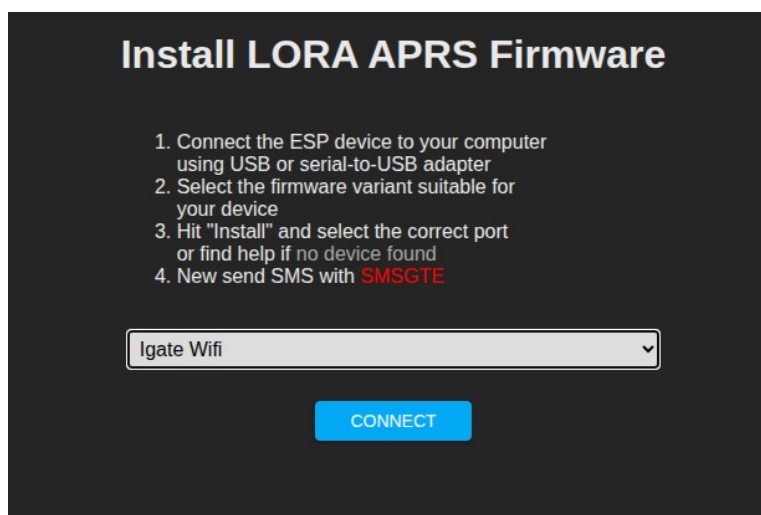 Install LORA APRS Firmware
1. Connect the ESP device to your computer
using USB or serial-to-USB adapter
2. Select the firmware variant suitable for
your device
3. Hit "Install" and select the correct port
or find help if no device found
4. New send SMS with SMSGTE
Igate Wifi
CONNECT